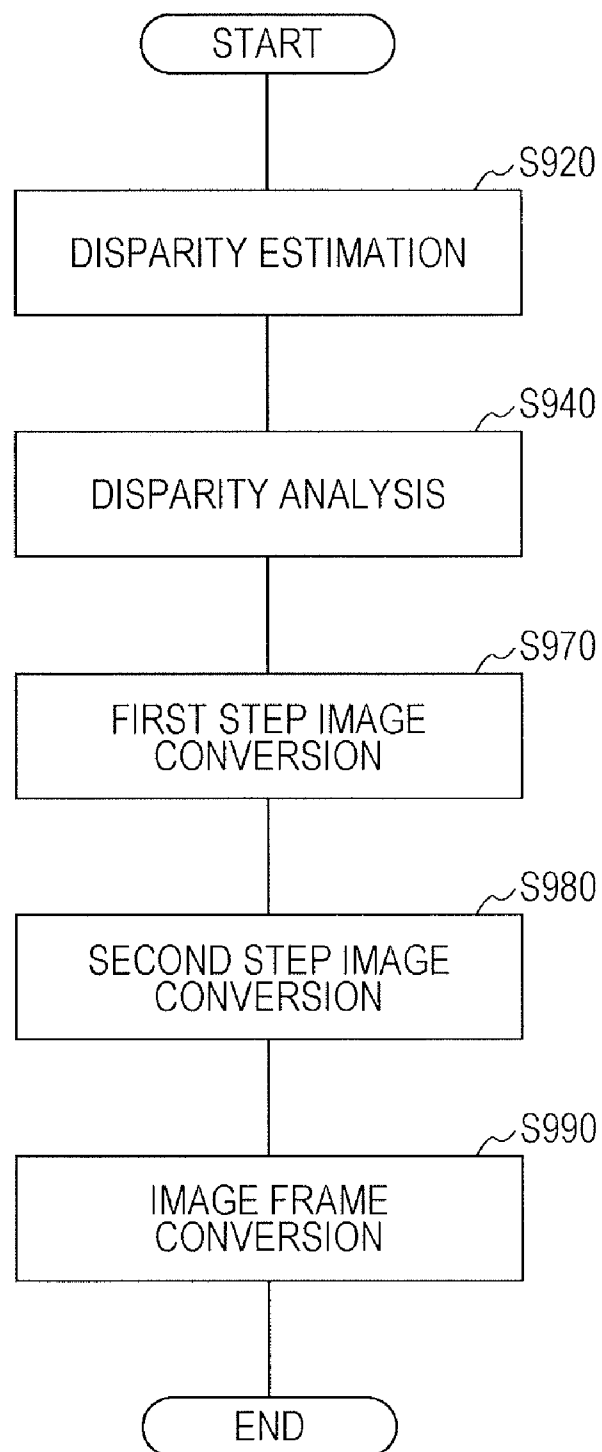 START
S920
DISPARITY ESTIMATION
S940
DISPARITY ANALYSIS
S970
FIRST STEP IMAGE
CONVERSION
S980
SECOND STEP IMAGE
CONVERSION
S990
IMAGE FRAME
CONVERSION
END